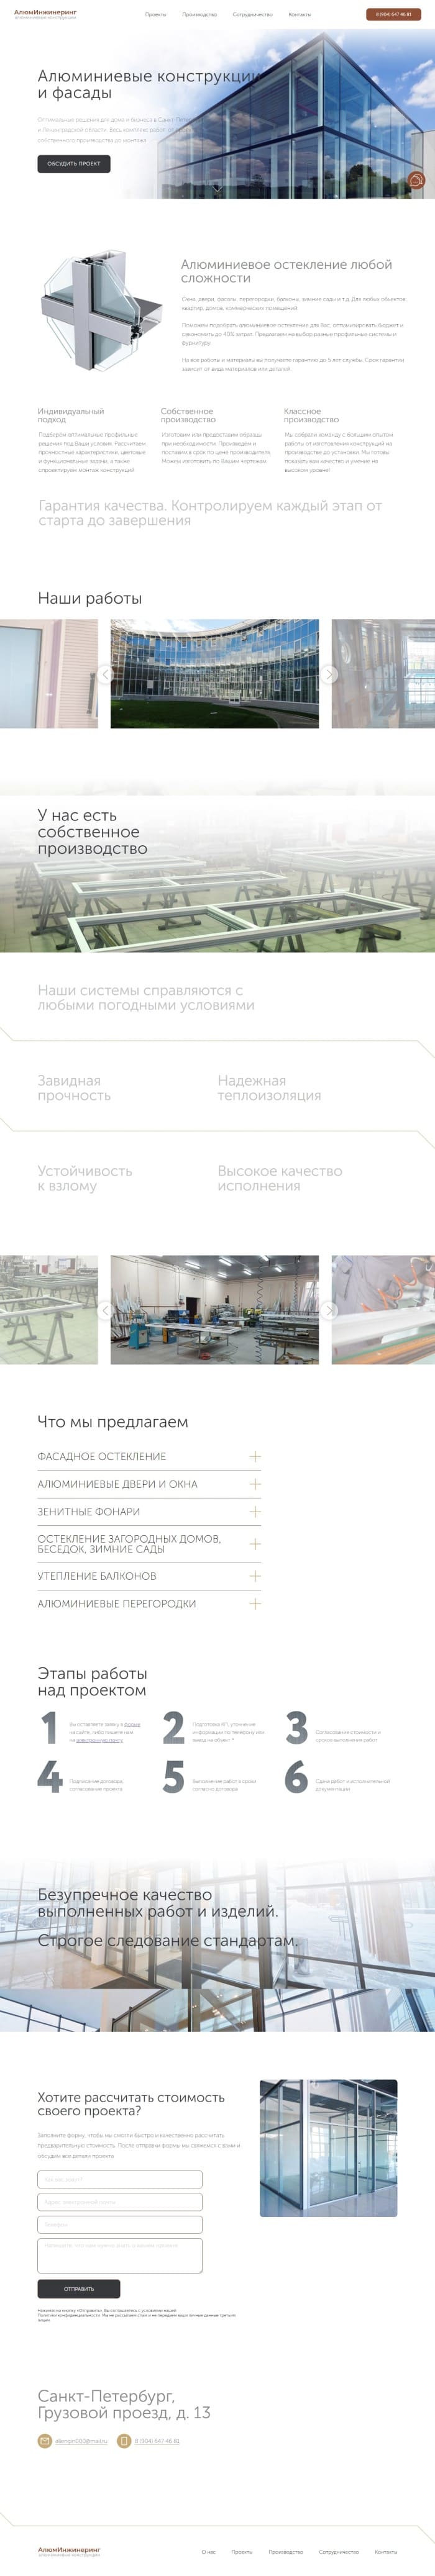 АлюмИнжинеринг
алюминиевые конструкции
Проекты
Производство
Сотрудничество
Контакты
8 (904) 647 46 81
Алюминиевые конструкции
и фасады
Оптимальные решения для дома и бизнеса в Санкт-Петербурге
и Ленинградской области. Весь комплекс работ: от
собственного производства до монтажа
ОБСУДИТЬ ПРОЕКТ
Алюминиевое остекление любой
сложности
Окна, двери, фасады, перегородки, балконы, зимние сады и т.д. Для любых объектов:
квартир, домов, коммерческих помещений.
Поможем подобрать алюминиевое остекление для Вас, оптимизировать бюджет и
сэкономить до 40% затрат. Предлагаем на выбор разные профильные системы и
фурнитуру.
На все работы и материалы вы получаете гарантию до 5 лет службы. Срок гарантии
зависит от вида материалов или деталей.
Индивидуальный
подход
Подберём оптимальные профильные
решения под Ваши условия. Рассчитаем
прочностные характеристики, цветовые
и функциональные задачи, а также
спроектируем монтаж конструкций
Собственное
производство
Изготовим или предоставим образцы
при необходимости. Произведём и
поставим в срок по цене производителя.
Можем изготовить по Вашим чертежам.
Классное
производство
Мы собрали команду с большим опытом
работы: от изготовления конструкций на
производстве до установки. Мы готовы
показать вам качество и умение на
высоком уровне!
Гарантия качества. Контролируем каждый этап от
старта до завершения
Наши работы
У нас есть
собственное
производство
Наши системы справляются с
любыми погодными условиями
Завидная
прочность
Надежная
теплоизоляция
Устойчивость
к взлому
Высокое качество
исполнения
Что мы предлагаем
ФАСАДНОЕ ОСТЕКЛЕНИЕ
АЛЮМИНИЕВЫЕ ДВЕРИ И ОКНА
ЗЕНИТНЫЕ ФОНАРИ
ОСТЕКЛЕНИЕ ЗАГОРОДНЫХ ДОМОВ,
БЕСЕДОК, ЗИМНИЕ САДЫ
УТЕПЛЕНИЕ БАЛКОНОВ
АЛЮМИНИЕВЫЕ ПЕРЕГОРОДКИ
Этапы работы
над проектом
1
Вы оставляете заявку в форме
на сайте, либо пишете нам
на электронную почту
2
Подготовка КП, уточнение
информации по телефону или
выезд на объект *
3
Согласование стоимости и
сроков выполнения работ
4
Подписание договора,
согласование проекта
5
Выполнение работ в сроки
согласно договора
6
Сдача работ и исполнительной
документации
Безупречное качество
выполненных работ и изделий.
Строгое следование стандартам.
Хотите рассчитать стоимость
своего проекта?
Заполните форму, чтобы мы смогли быстро и качественно рассчитать
предварительную стоимость. После отправки формы мы свяжемся с вами и
обсудим все детали проекта
Как вас зовут?
Адрес электронной почты
Телефон
ОТПРАВИТЬ
Нажимая на кнопку «Отправить», Вы соглашаетесь с условиями нашей
Политики конфиденциальности. Мы не рассылаем спам и не передаем ваши личные данные третьим
лицам
Санкт-Петербург,
Грузовой проезд, д. 13
8 (904) 647 46 81
АлюмИнжинеринг
алюминиевые конструкции
О нас
Проекты
Производство
Сотрудничество
Контакты